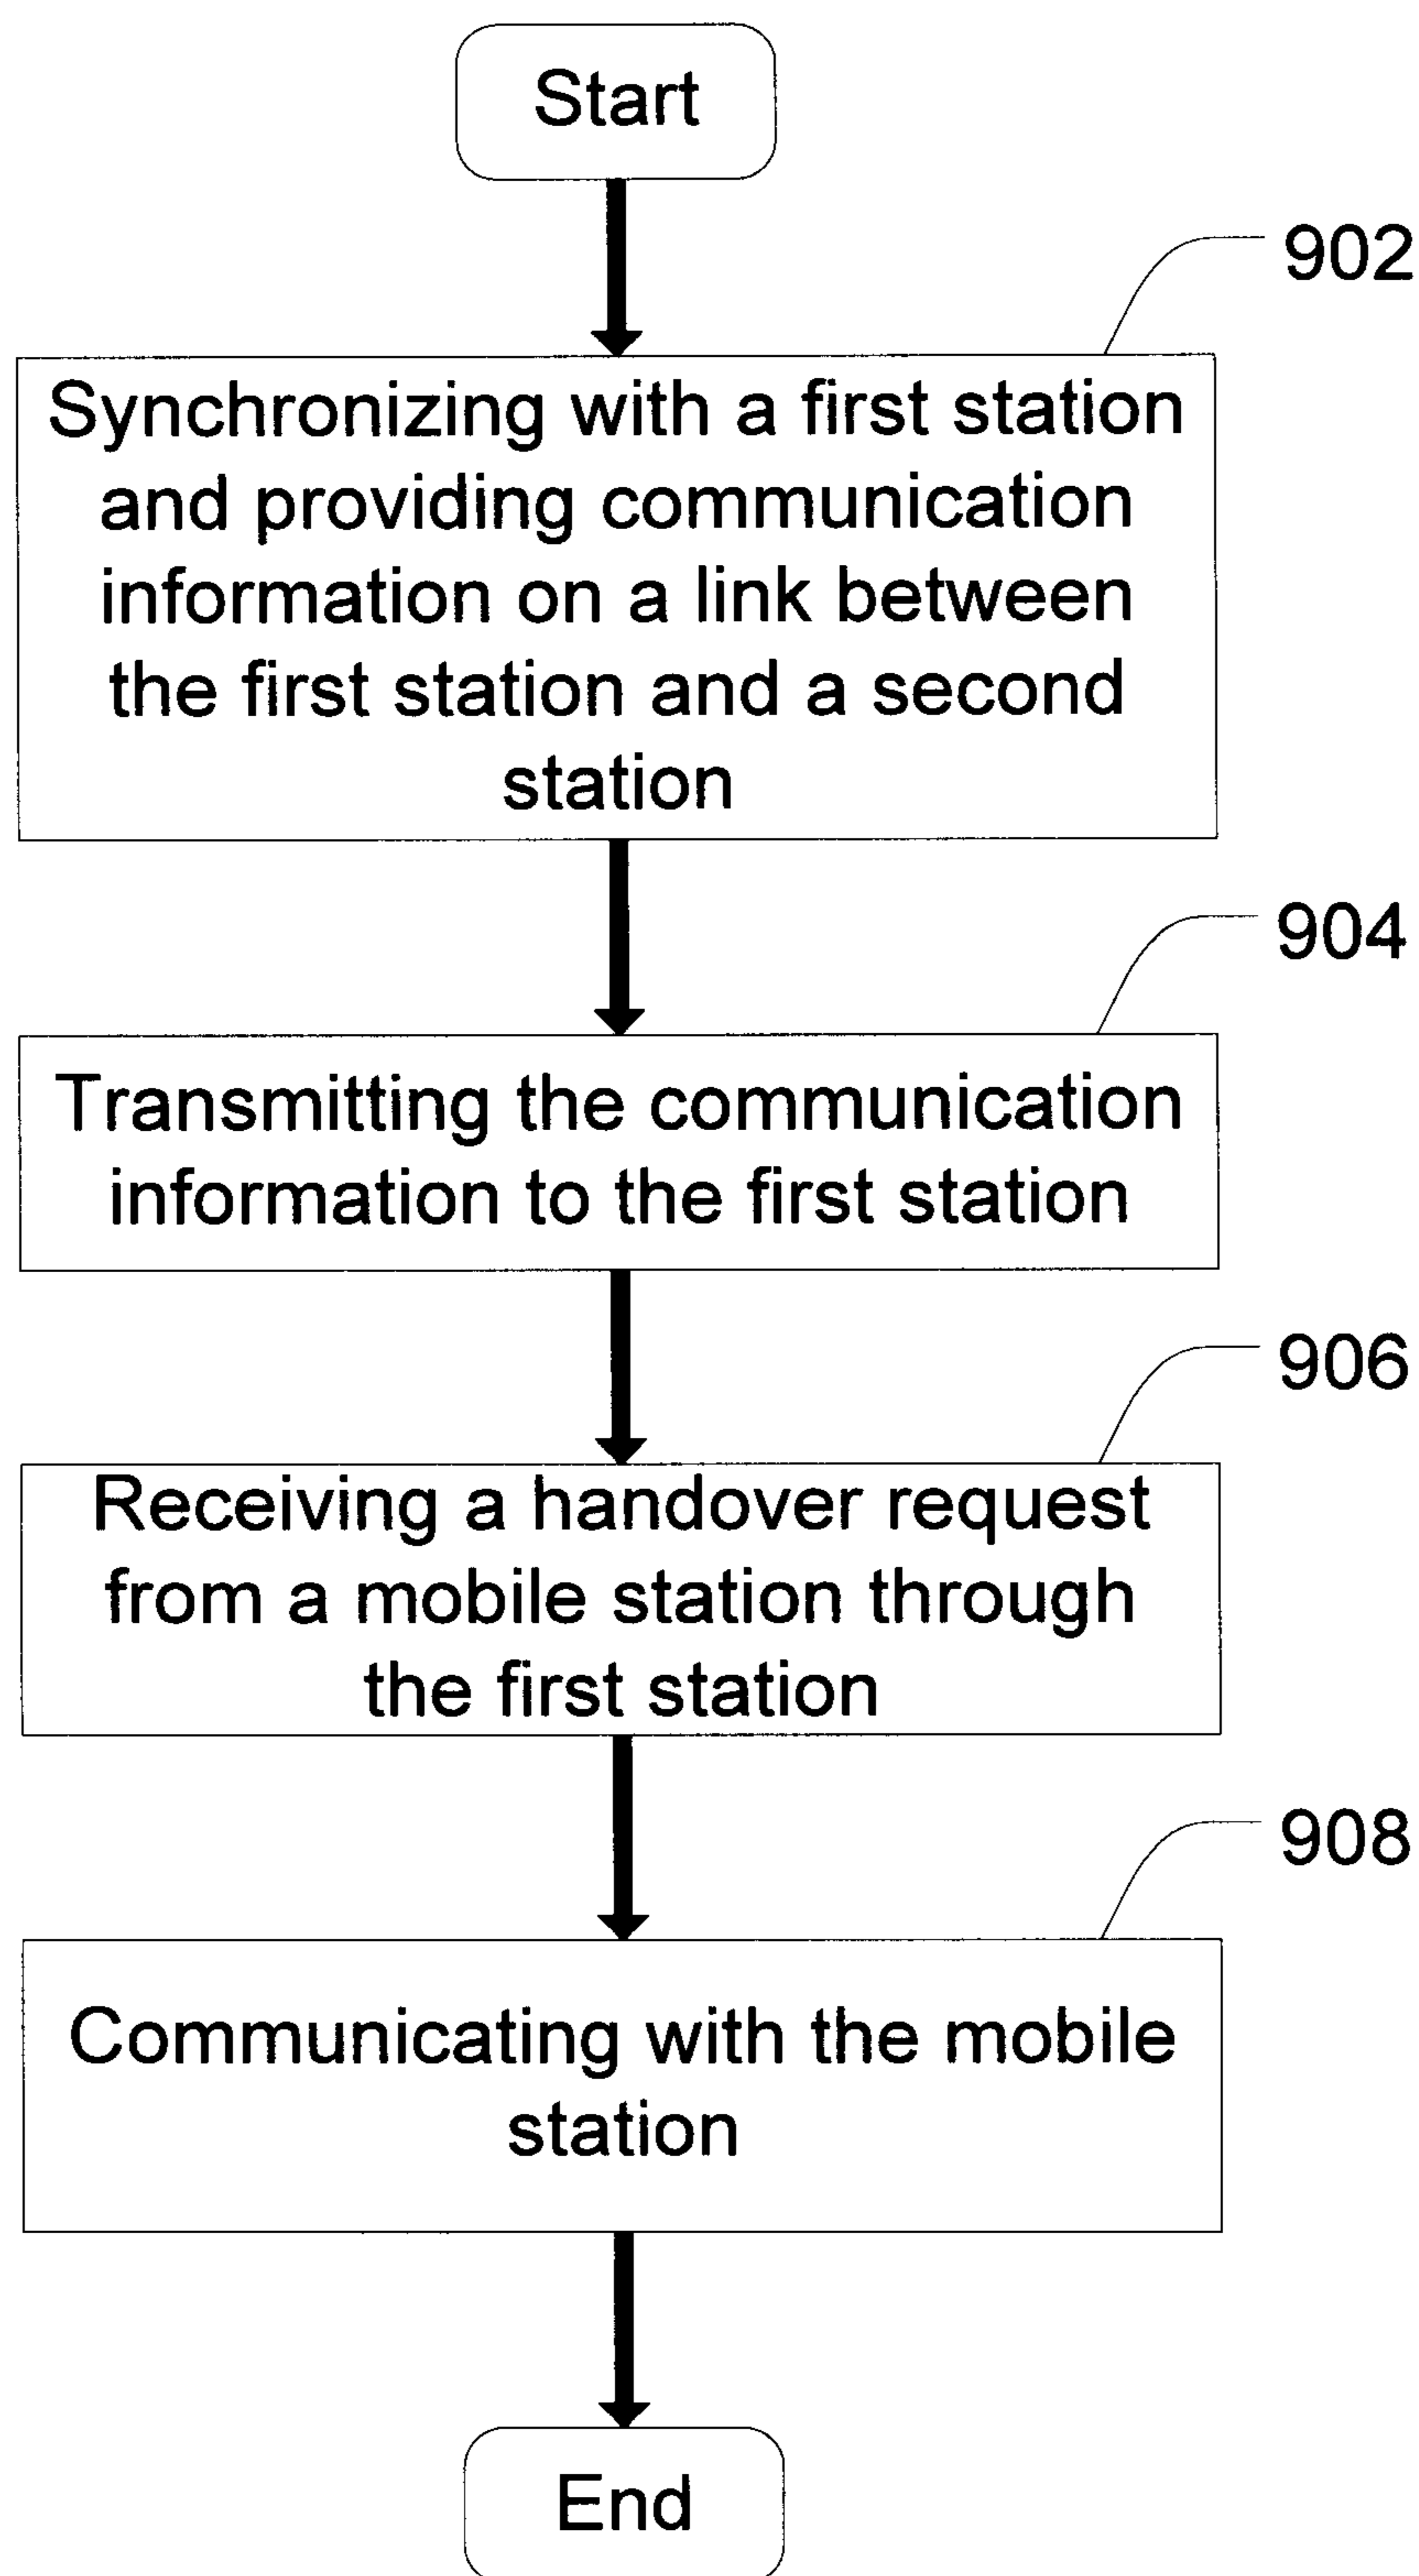 Start
902
Synchronizing with a first station
and providing communication
information on a link between
the first station and a second
station
904
Transmitting the communication
information to the first station
906
Receiving a handover request
from a mobile station through
the first station
908
Communicating with the mobile
station
End